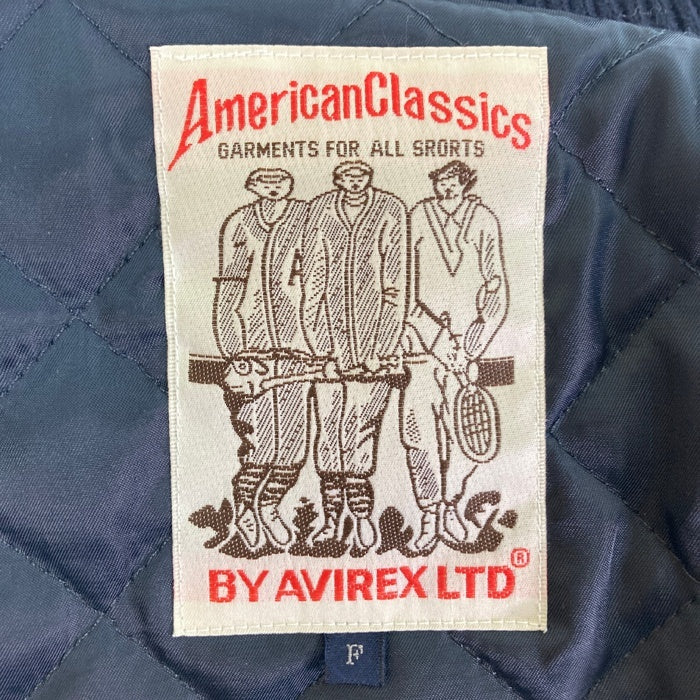 AmericanClassics
GARMENTS FOR ALL SRORTS
A
BY AVIREX LTD®
F